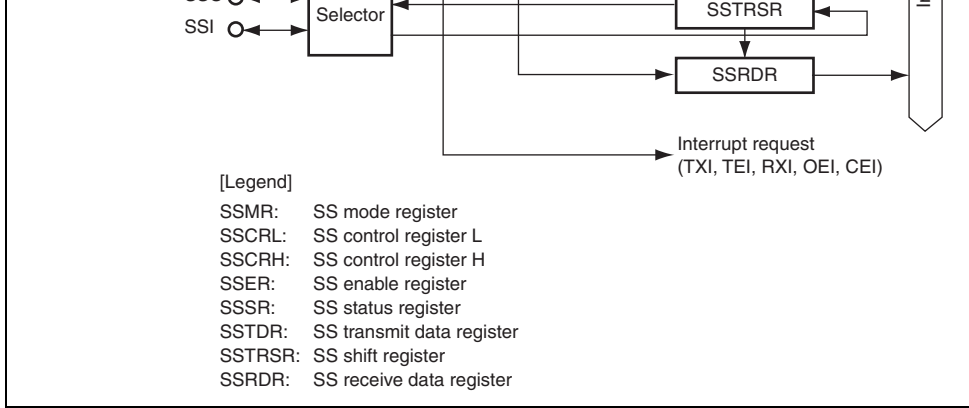 SSI
Selector
SSTRSR
SSRDR
Interrupt request
(TXI, TEI, RXI, OEI, CEI)
[Legend]
SSMR: SS mode register
SSCRL: SS control register L
SSCRH: SS control register H
SSER: SS enable register
SSSR: SS status register
SSTDR: SS transmit data register
SSTRSR: SS shift register
SSRDR: SS receive data register